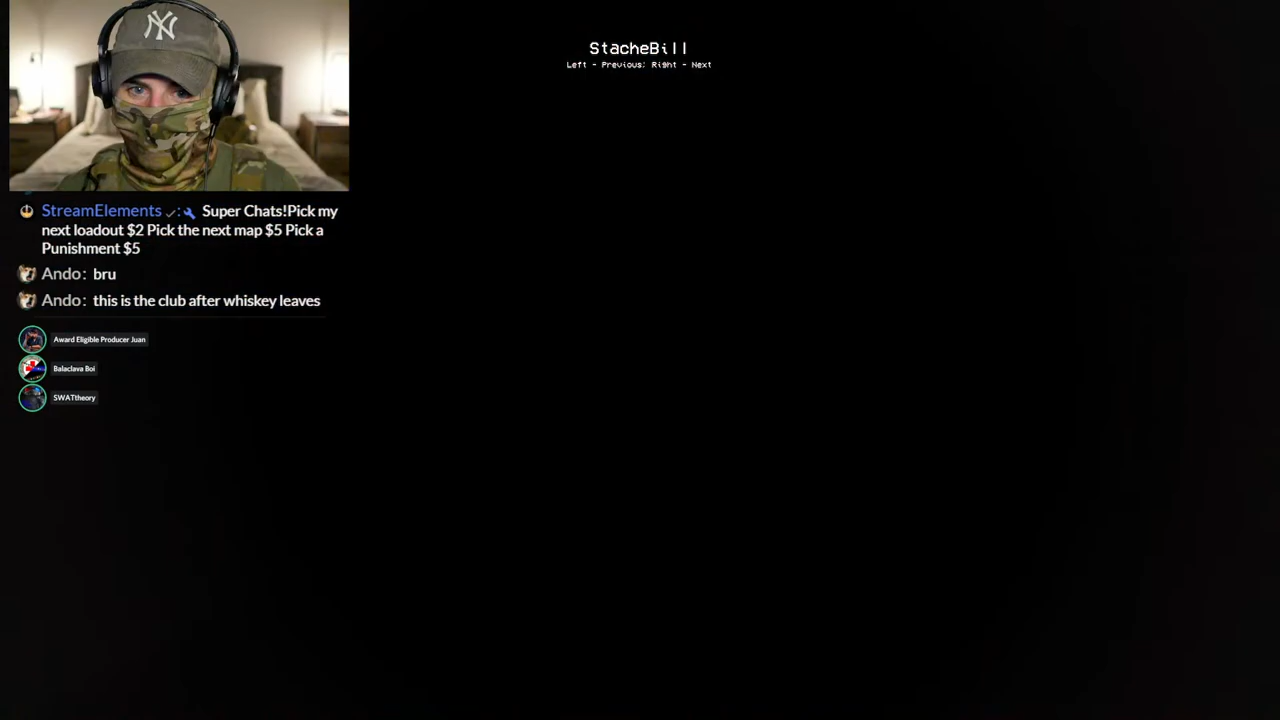 StacheBill
Left - Previous; Right - Next
NY
StreamElements : Super Chats!Pick my
next loadout $2 Pick the next map $5 Pick a
Punishment $5
Ando: bru
Ando: this is the club after whiskey leaves
Award Eligible Producer Juan
Balaclava Boi
SWATtheory